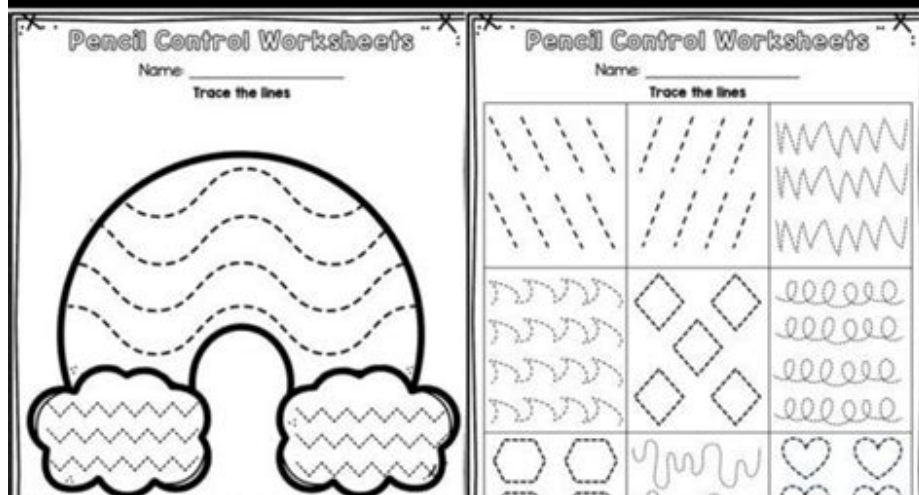 Pencil Control Worksheets
Name:
Trace the lines
Pencil Control Worksheets
Name:
Trace the lines